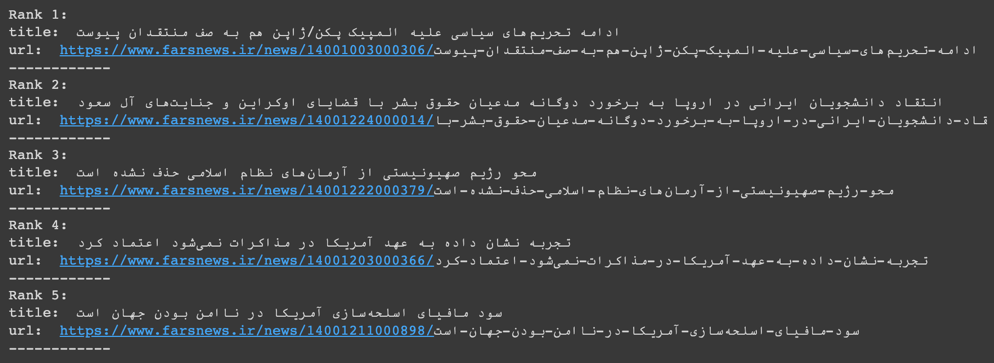 Rank 1:
title:  ادامه تحریم‌های سیاسی علیه المپیک پکن/ژاپن هم به صف منتقدان پیوست
url:  https://www.farsnews.ir/news/14001003000306/ادامه-تحریم‌های-سیاسی-علیه-المپیک-پکن-ژاپن-هم-به-صف-منتقدان-پیوست
------------
Rank 2:
title:  انتقاد دانشجویان ایرانی در اروپا به برخورد دوگانه مدعیان حقوق بشر با قضایای اوکراین و جنایت‌های آل سعود
url:  https://www.farsnews.ir/news/14001224000014/قاد-دانشجویان-ایرانی-در-اروپا-به-برخورد-دوگانه-مدعیان-حقوق-بشر-با
------------
Rank 3:
title:  محو رژیم صهیونیستی از آرمان‌های نظام اسلامی حذف نشده است
url:  https://www.farsnews.ir/news/14001222000379/محو-رژیم-صهیونیستی-از-آرمان‌های-نظام-اسلامی-حذف-نشده-است
------------
Rank 4:
title:  تجربه نشان داده به عهد آمریکا در مذاکرات نمی‌شود اعتماد کرد
url:  https://www.farsnews.ir/news/14001203000366/تجربه-نشان-داده-به-عهد-آمریکا-در-مذاکرات-نمی‌شود-اعتماد-کرد
------------
Rank 5:
title:  سود مافیای اسلحه‌سازی آمریکا در ناامن بودن جهان است
url:  https://www.farsnews.ir/news/14001211000898/سود-مافیای-اسلحه‌سازی-آمریکا-در-ناامن-بودن-جهان-است
------------